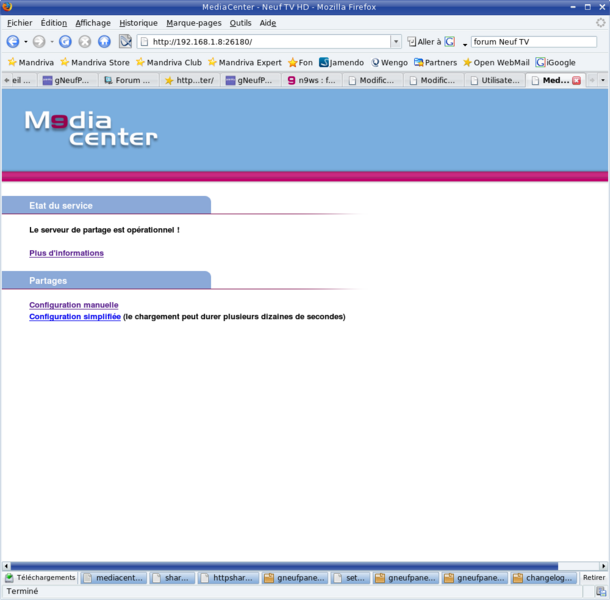 MediaCenter - Neuf TV HD - Mozilla Firefox
Fichier Édition Affichage Historique Marque-pages Outils Aide
http://192.168.1.8:26180/ Aller à G forum Neuf TV
Mandriva Mandriva Store Mandriva Club Mandriva Expert Fon Jamendo Wengo Partners Open WebMail iGoogle
eil ... gNeufP... Forum ... http...ter/ gNeufP... n9ws : f... Modific... Modific... Utilisate... Med...
M9dia
center
Etat du service
Le serveur de partage est opérationnel !
Plus d'informations
Partages
Configuration manuelle
Configuration simplifiée (le chargement peut durer plusieurs dizaines de secondes)
Téléchargements mediacent... shar... httpshar... gneufpane... set... gneufpane... gneufpane... changelog... Retirer
Terminé